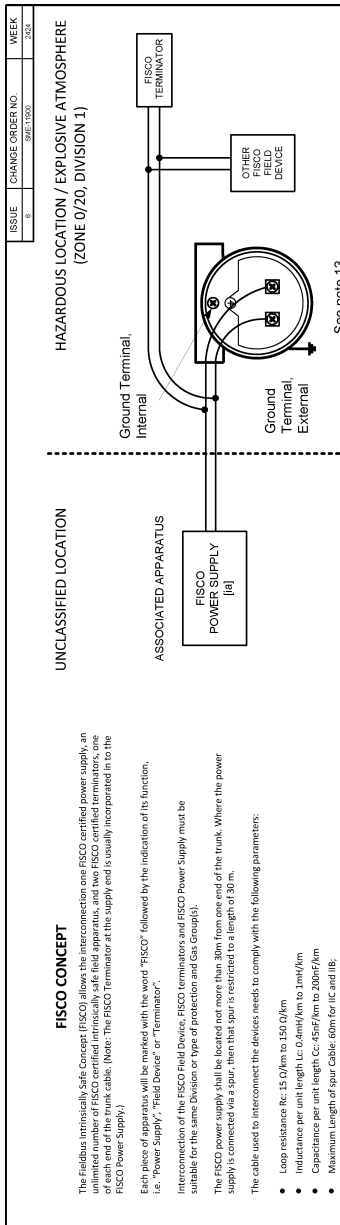 ISSUE CHANGE ORDER NO. WEEK
6 SME-11900 2424
FISCO CONCEPT
The Fieldbus Intrinsically Safe Concept (FISCO) allows the interconnection one FISCO certified power supply, an
unlimited number of FISCO certified intrinsically safe field apparatus, and two FISCO certified terminators, one
of each end of the trunk cable. (Note: The FISCO Terminator at the supply end is usually incorporated in to the
FISCO Power Supply.)
Each piece of apparatus will be marked with the word “FISCO” followed by the indication of its function,
i.e. “Power Supply”, “Field Device” or “Terminator”.
Interconnection of the FISCO Field Device, FISCO terminators and FISCO Power Supply must be
suitable for the same Division or type of protection and Gas Group(s).
The FISCO power supply shall be located not more than 30m from one end of the trunk. Where the power
supply is connected via a spur, then that spur is restricted to a length of 30 m.
The cable used to interconnect the devices needs to comply with the following parameters:
● Loop resistance Rc: 15 Ω/km to 150 Ω/km
● Inductance per unit length Lc: 0.4mH/km to 1mH/km
● Capacitance per unit length Cc: 45nF/km to 200nF/km
● Maximum Length of spur Cable: 60m for IIC and IIB;
UNCLASSIFIED LOCATION
ASSOCIATED APPARATUS
FISCO
POWER SUPPLY
[ia]
HAZARDOUS LOCATION / EXPLOSIVE ATMOSPHERE
(ZONE 0/20, DIVISION 1)
Ground Terminal,
Internal
Ground
Terminal,
External
See note 13
FISCO
TERMINATOR
OTHER
FISCO
FIELD
DEVICE